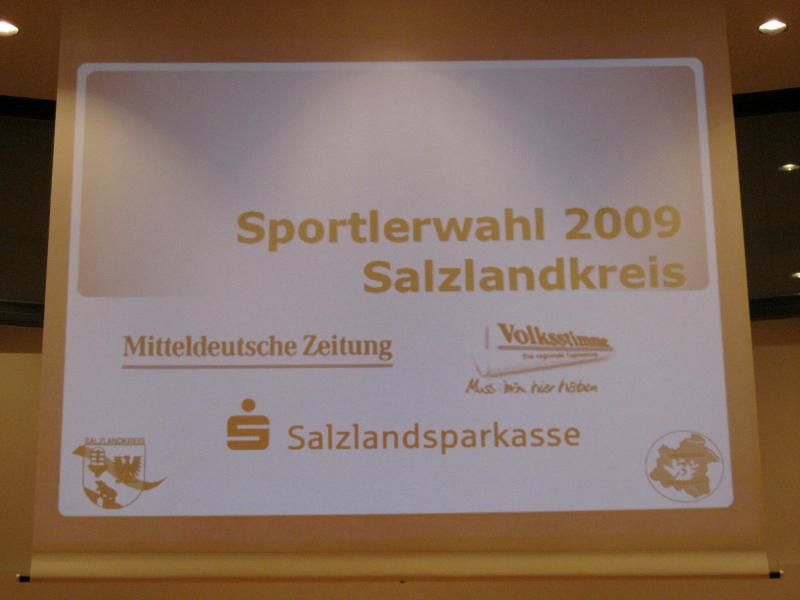 Sportlerwahl 2009
Salzlandkreis
Mitteldeutsche Zeitung
Volksstimme
Muss man hier haben
Salzlandsparkasse
SALZLANDKREIS